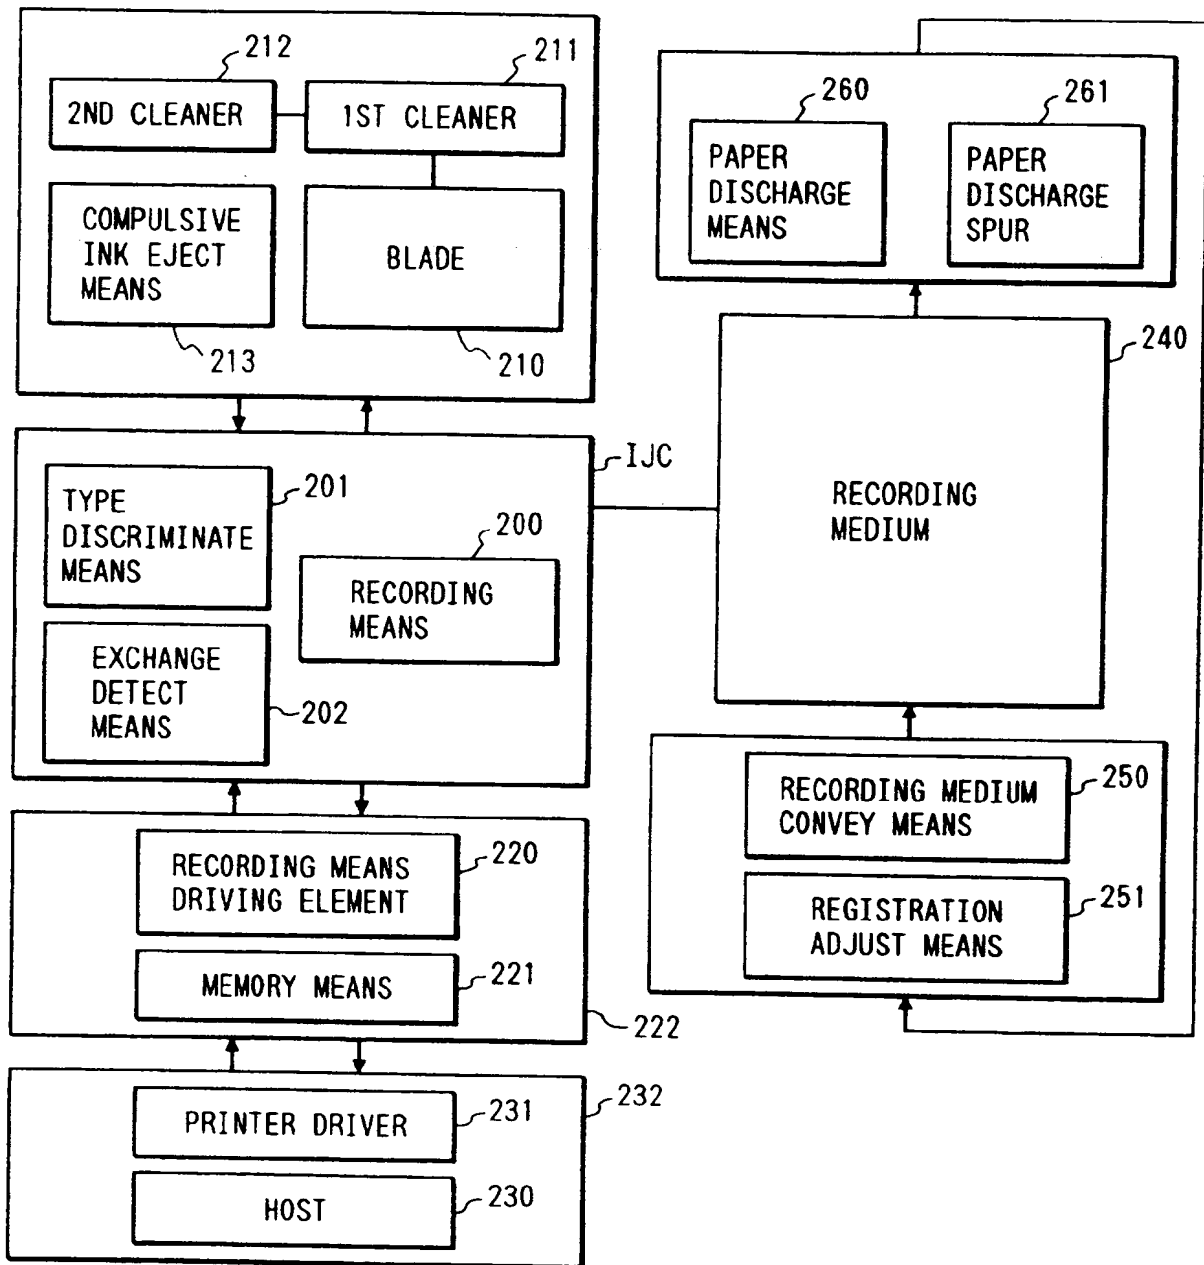 212
211
2ND CLEANER
1ST CLEANER
COMPULSIVE
INK EJECT
MEANS
BLADE
213
210
260
261
PAPER
DISCHARGE
MEANS
PAPER
DISCHARGE
SPUR
240
RECORDING
MEDIUM
IJC
201
TYPE
DISCRIMINATE
MEANS
200
RECORDING
MEANS
EXCHANGE
DETECT
MEANS
202
250
RECORDING MEDIUM
CONVEY MEANS
251
REGISTRATION
ADJUST MEANS
220
RECORDING MEANS
DRIVING ELEMENT
221
MEMORY MEANS
222
232
231
PRINTER DRIVER
230
HOST